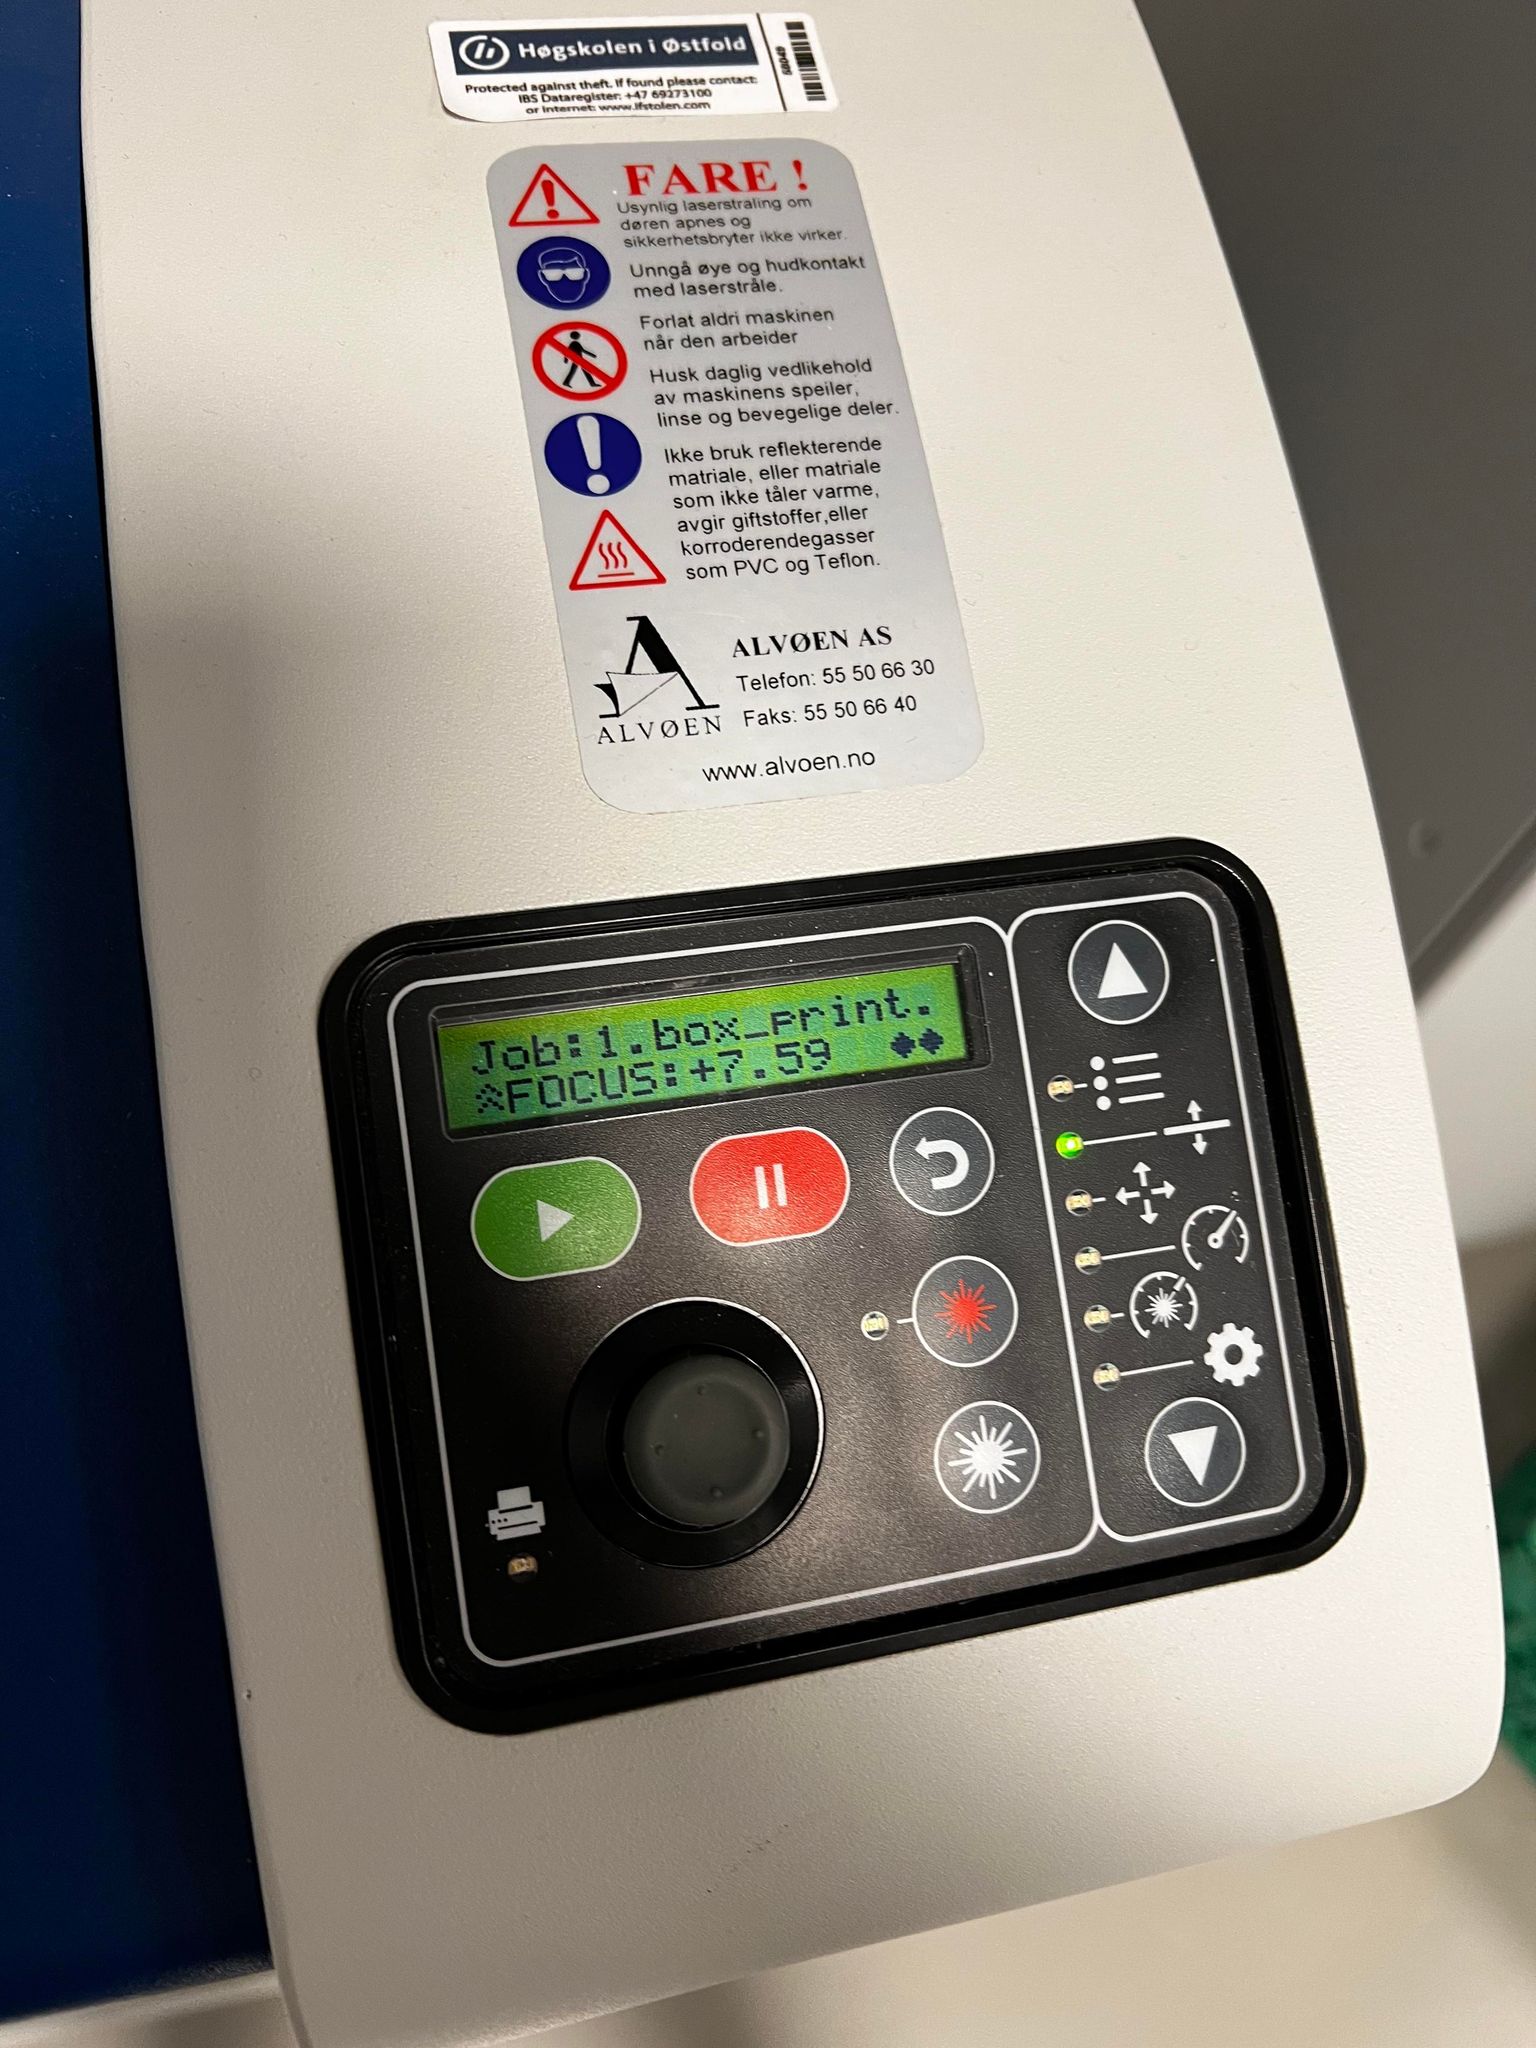 Høgskolen i Østfold
Protected against theft. If found please contact:
IBS Dataregister: +47 69273100
or Internet: www.ifstolen.com
58049
FARE !
Usynlig laserstraling om
døren apnes og
sikkerhetsbryter ikke virker.
Unngå øye og hudkontakt
med laserstråle.
Forlat aldri maskinen
når den arbeider
Husk daglig vedlikehold
av maskinens speiler,
linse og bevegelige deler.
Ikke bruk reflekterende
matriale, eller matriale
som ikke tåler varme,
avgir giftstoffer,eller
korroderendegasser
som PVC og Teflon.
ALVØEN
ALVØEN AS
Telefon: 55 50 66 30
Faks: 55 50 66 40
www.alvoen.no
Job:1.box_print.
FOCUS:+7.59